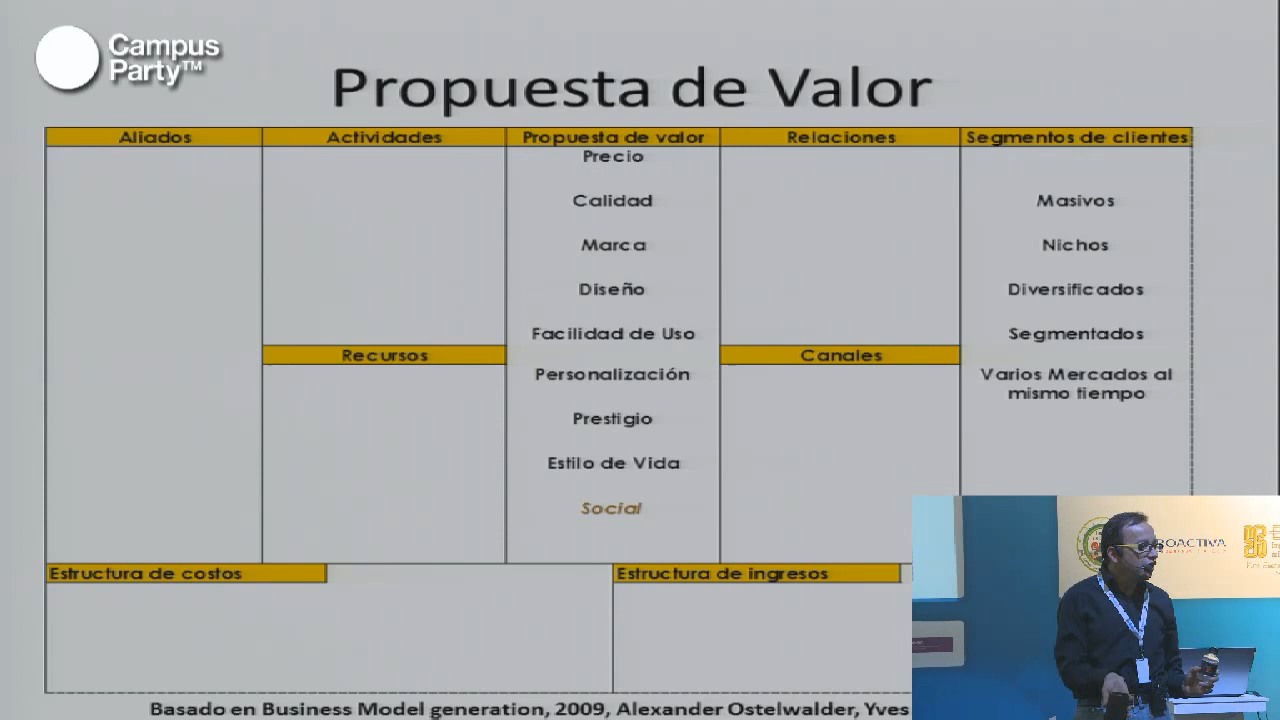 Campus
Party™
Propuesta de Valor
Aliados
Actividades
Propuesta de valor
Relaciones
Segmentos de clientes
Precio
Calidad
Marca
Diseño
Facilidad de Uso
Personalización
Prestigio
Estilo de Vida
Social
Masivos
Nichos
Diversificados
Segmentados
Varios Mercados al
mismo tiempo
Recursos
Canales
Estructura de costos
Estructura de ingresos
Basado en Business Model generation, 2009, Alexander Ostelwalder, Yves